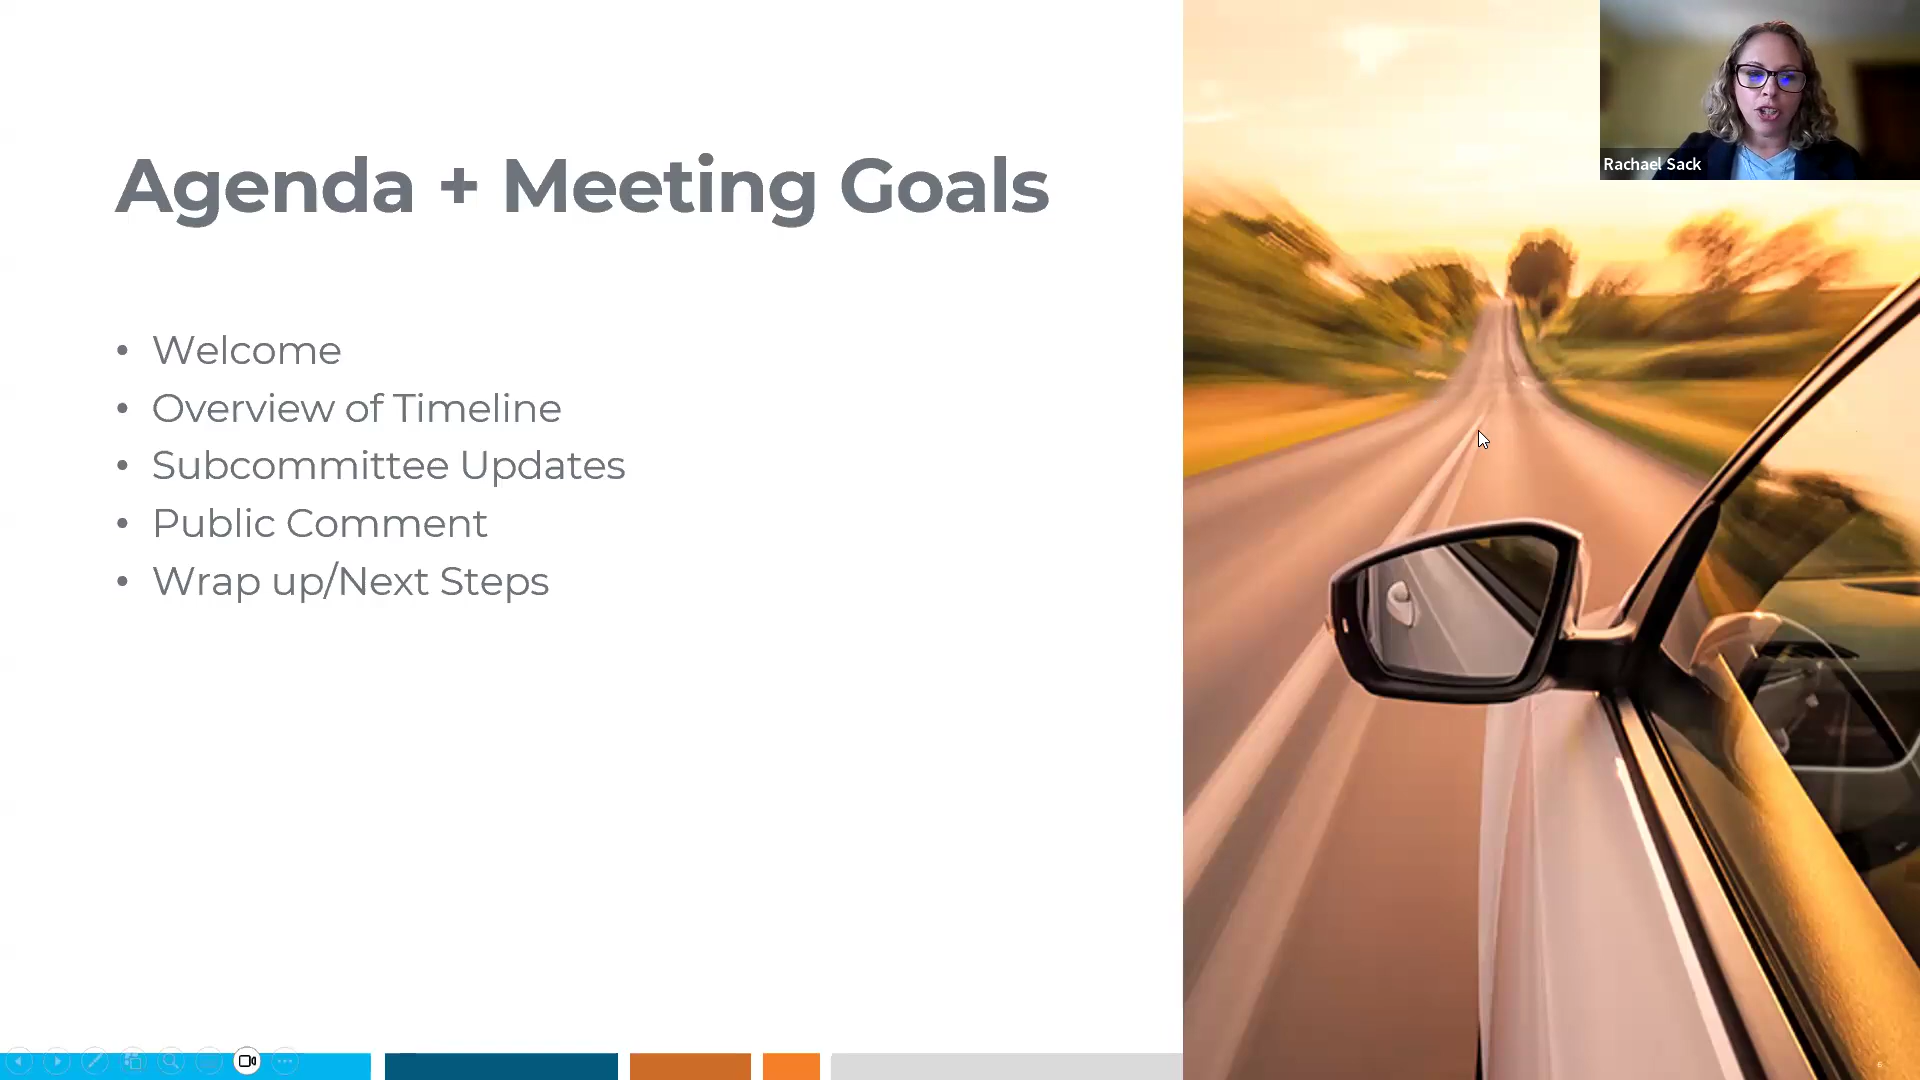 Agenda + Meeting Goals
• Welcome
• Overview of Timeline
• Subcommittee Updates
• Public Comment
• Wrap up/Next Steps
Rachael Sack